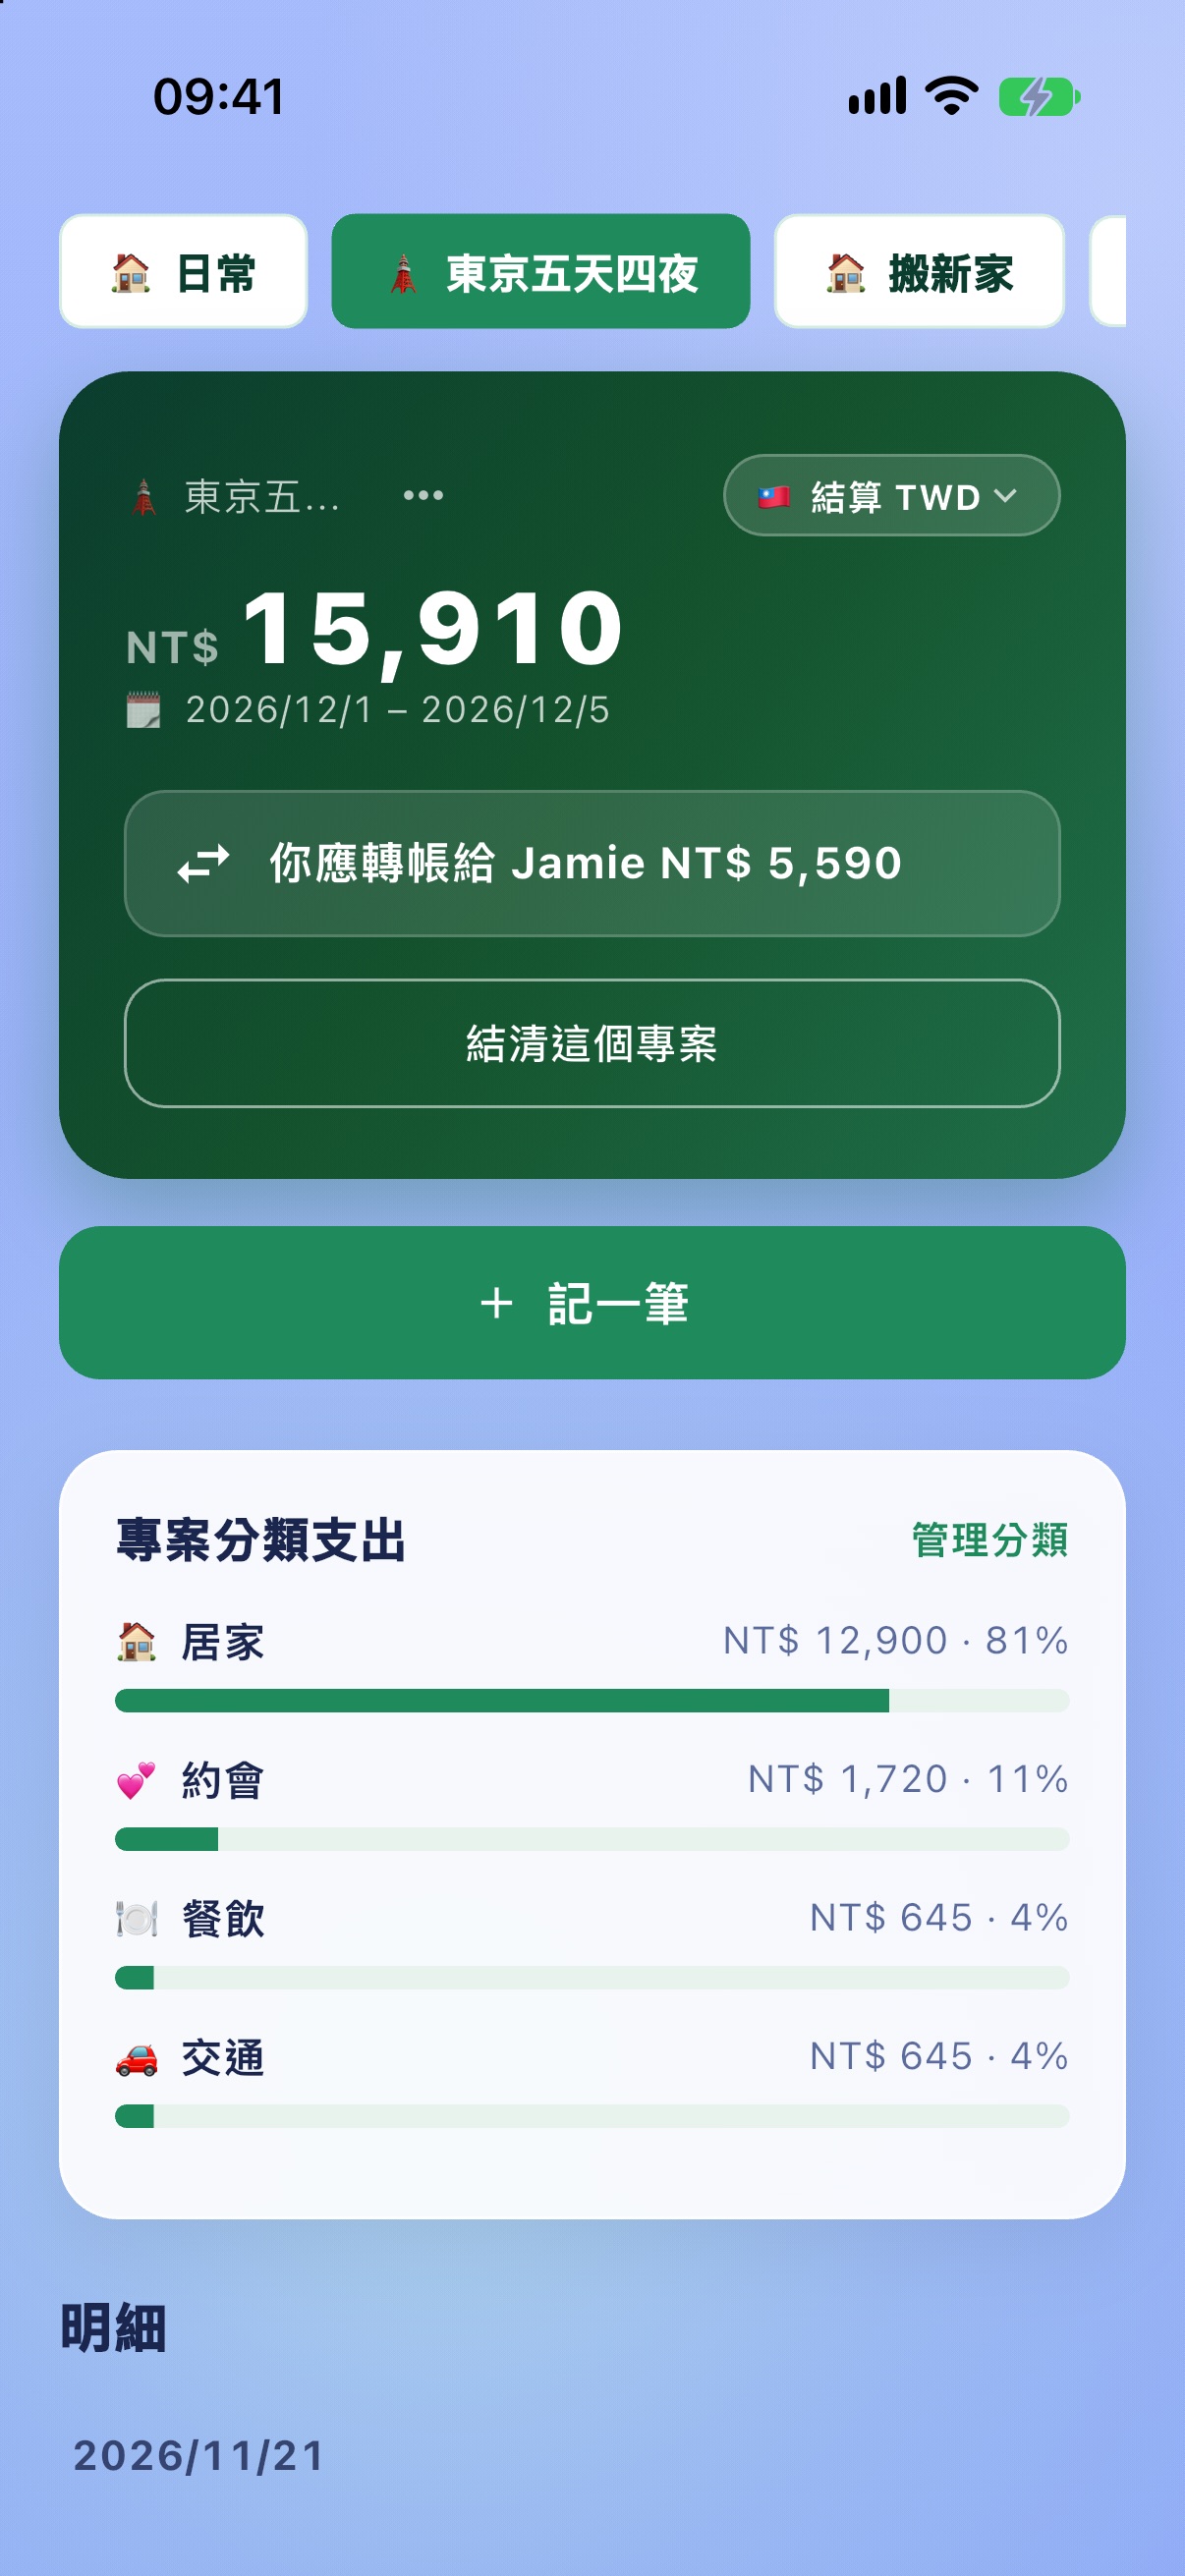 09:41
日常
東京五天四夜
搬新家
東京五... •••
結算 TWD
NT$ 15,910
2026/12/1 – 2026/12/5
你應轉帳給 Jamie NT$ 5,590
結清這個專案
+ 記一筆
專案分類支出
管理分類
居家
NT$ 12,900 · 81%
約會
NT$ 1,720 · 11%
餐飲
NT$ 645 · 4%
交通
NT$ 645 · 4%
明細
2026/11/21